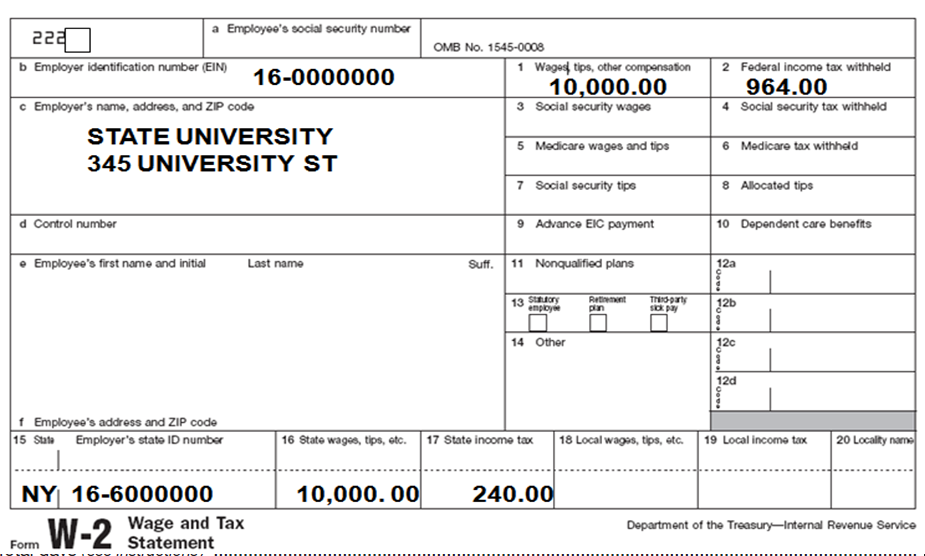 222
a Employee's social security number
OMB No. 1545-0008
b Employer identification number (EIN)
16-0000000
1 Wages, tips, other compensation
10,000.00
2 Federal income tax withheld
964.00
c Employer's name, address, and ZIP code
STATE UNIVERSITY
345 UNIVERSITY ST
3 Social security wages
4 Social security tax withheld
5 Medicare wages and tips
6 Medicare tax withheld
7 Social security tips
8 Allocated tips
d Control number
9 Advance EIC payment
10 Dependent care benefits
e Employee's first name and initial Last name Suff.
11 Nonqualified plans
12a
Code
13 Statutory employee Retirement plan Third-party sick pay
12b
Code
14 Other
12c
Code
12d
Code
f Employee's address and ZIP code
15 State Employer's state ID number
16 State wages, tips, etc.
17 State income tax
18 Local wages, tips, etc.
19 Local income tax
20 Locality name
NY 16-6000000 10,000.00 240.00
Form W-2 Wage and Tax Statement
Department of the Treasury—Internal Revenue Service